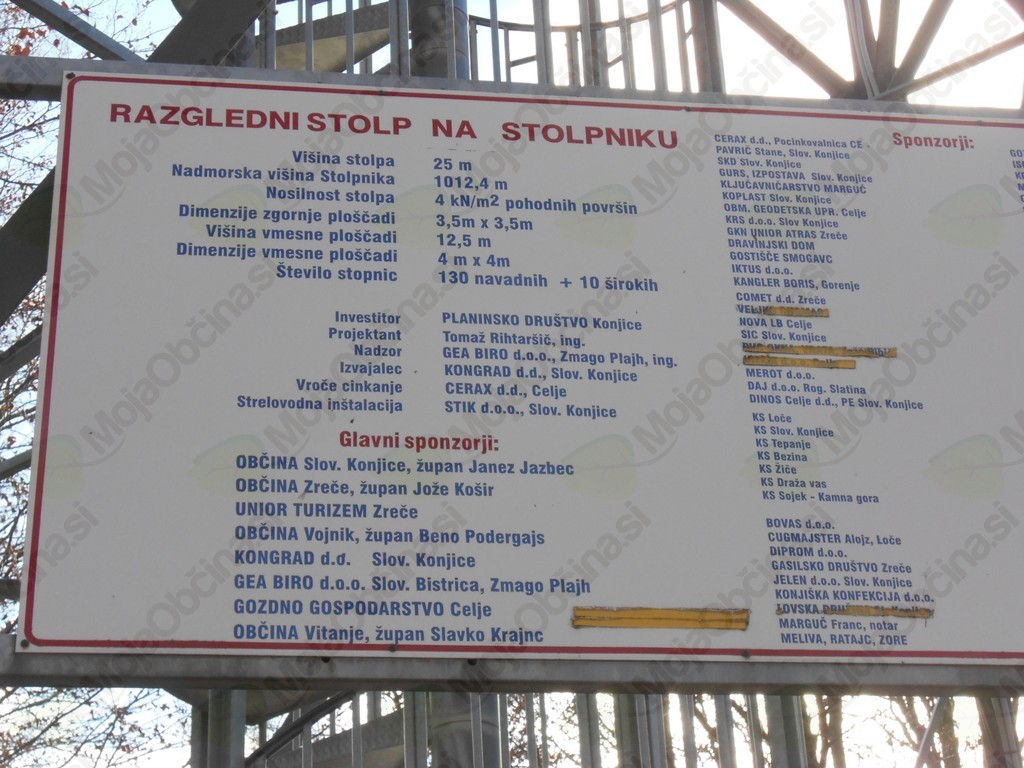 RAZGLEDNI STOLP NA STOLPNIKU
Višina stolpa 25 m
Nadmorska višina Stolpnika 1012,4 m
Nosilnost stolpa 4 kN/m2 pohodnih površin
Dimenzije zgornje ploščadi 3,5m x 3,5m
Višina vmesne ploščadi 12,5 m
Dimenzije vmesne ploščadi 4 m x 4m
Število stopnic 130 navadnih + 10 širokih
Investitor PLANINSKO DRUŠTVO Konjice
Projektant Tomaž Rihtaršič, ing.
Nadzor GEA BIRO d.o.o., Zmago Plajh, ing.
Izvajalec KONGRAD d.d., Slov. Konjice
Vroče cinkanje CERAX d.d., Celje
Strelovodna inštalacija STIK d.o.o., Slov. Konjice
Glavni sponzorji:
OBČINA Slov. Konjice, župan Janez Jazbec
OBČINA Zreče, župan Jože Košir
UNIOR TURIZEM Zreče
OBČINA Vojnik, župan Beno Podergajs
KONGRAD d.d. Slov. Konjice
GEA BIRO d.o.o. Slov. Bistrica, Zmago Plajh
GOZDNO GOSPODARSTVO Celje
OBČINA Vitanje, župan Slavko Krajnc
Sponzorji:
CERAX d.d., Pocinkovalnica CE
PAVRIČ Stane, Slov. Konjice
SKD Slov. Konjice
GURS, IZPOSTAVA Slov. Konjice
KLJUČAVNIČARSTVO MARGUČ
KOPLAST Slov. Konjice
OBM. GEODETSKA UPR. Celje
KRS d.o.o. Slov Konjice
GKN UNIOR ATRAS Zreče
DRAVINJSKI DOM
GOSTIŠČE SMOGAVC
IKTUS d.o.o.
KANGLER BORIS, Gorenje
COMET d.d. Zreče
NOVA LB Celje
SIC Slov. Konjice
MEROT d.o.o.
DAJ d.o.o. Rog. Slatina
DINOS Celje d.d., PE Slov. Konjice
KS Loče
KS Slov. Konjice
KS Tepanje
KS Bezina
KS Žiče
KS Draža vas
KS Sojek - Kamna gora
BOVAS d.o.o.
CUGMAJSTER Alojz, Loče
DIPROM d.o.o.
GASILSKO DRUŠTVO Zreče
JELEN d.o.o. Slov. Konjice
KONJIŠKA KONFEKCIJA d.o.o.
MARGUČ Franc, notar
MELIVA, RATAJC, ZORE
MojaObčina.si